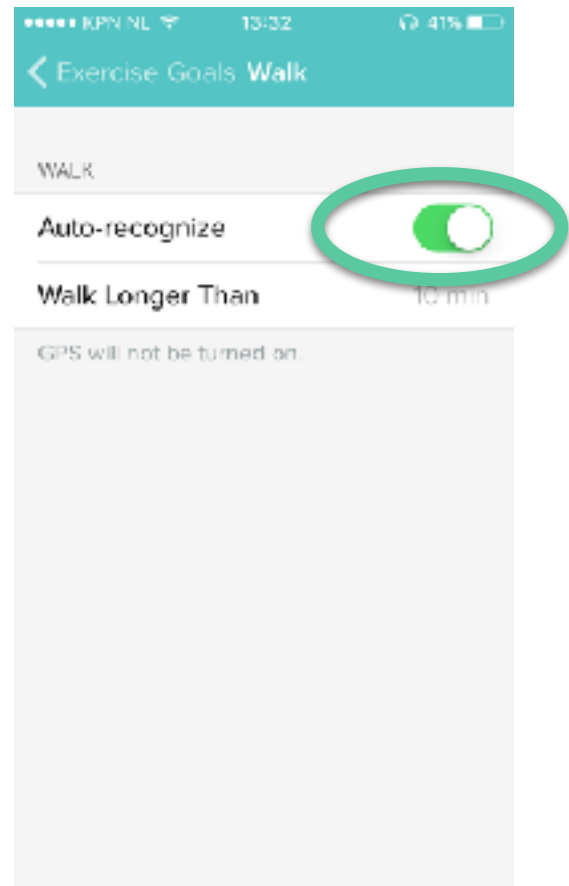 KPN NL 13:32 41%
Exercise Goals Walk
WALK
Auto-recognize
Walk Longer Than 10 min
GPS will not be turned on.